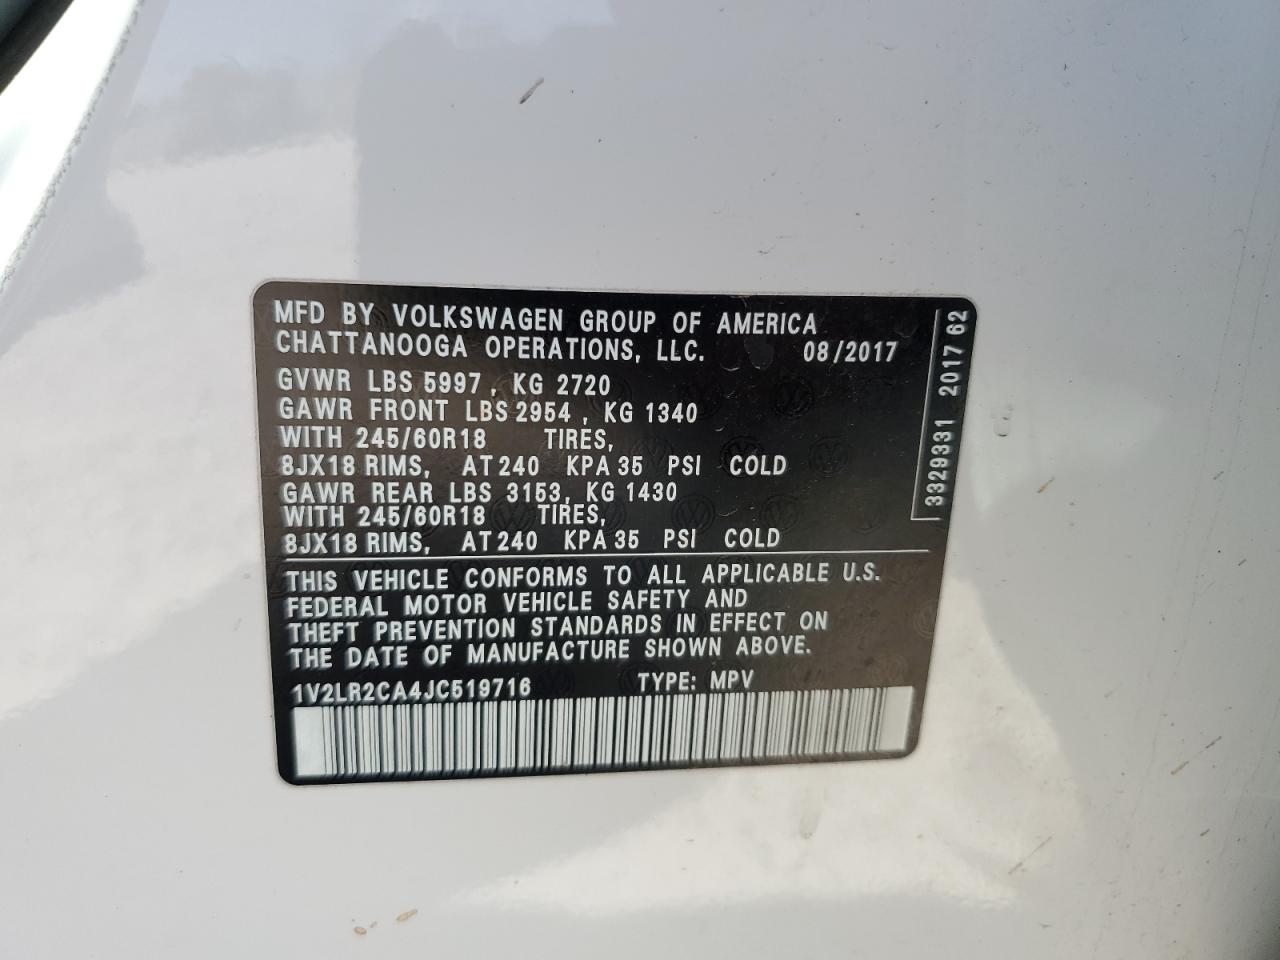 MFD BY VOLKSWAGEN GROUP OF AMERICA
CHATTANOOGA OPERATIONS, LLC. 08/2017
GVWR LBS 5997 , KG 2720
GAWR FRONT LBS 2954 , KG 1340
WITH 245/60R18 TIRES,
8JX18 RIMS, AT 240 KPA 35 PSI COLD
GAWR REAR LBS 3153, KG 1430
WITH 245/60R18 TIRES,
8JX18 RIMS, AT 240 KPA 35 PSI COLD
THIS VEHICLE CONFORMS TO ALL APPLICABLE U.S.
FEDERAL MOTOR VEHICLE SAFETY AND
THEFT PREVENTION STANDARDS IN EFFECT ON
THE DATE OF MANUFACTURE SHOWN ABOVE.
1V2LR2CA4JC519716 TYPE: MPV
3329331 2017 62